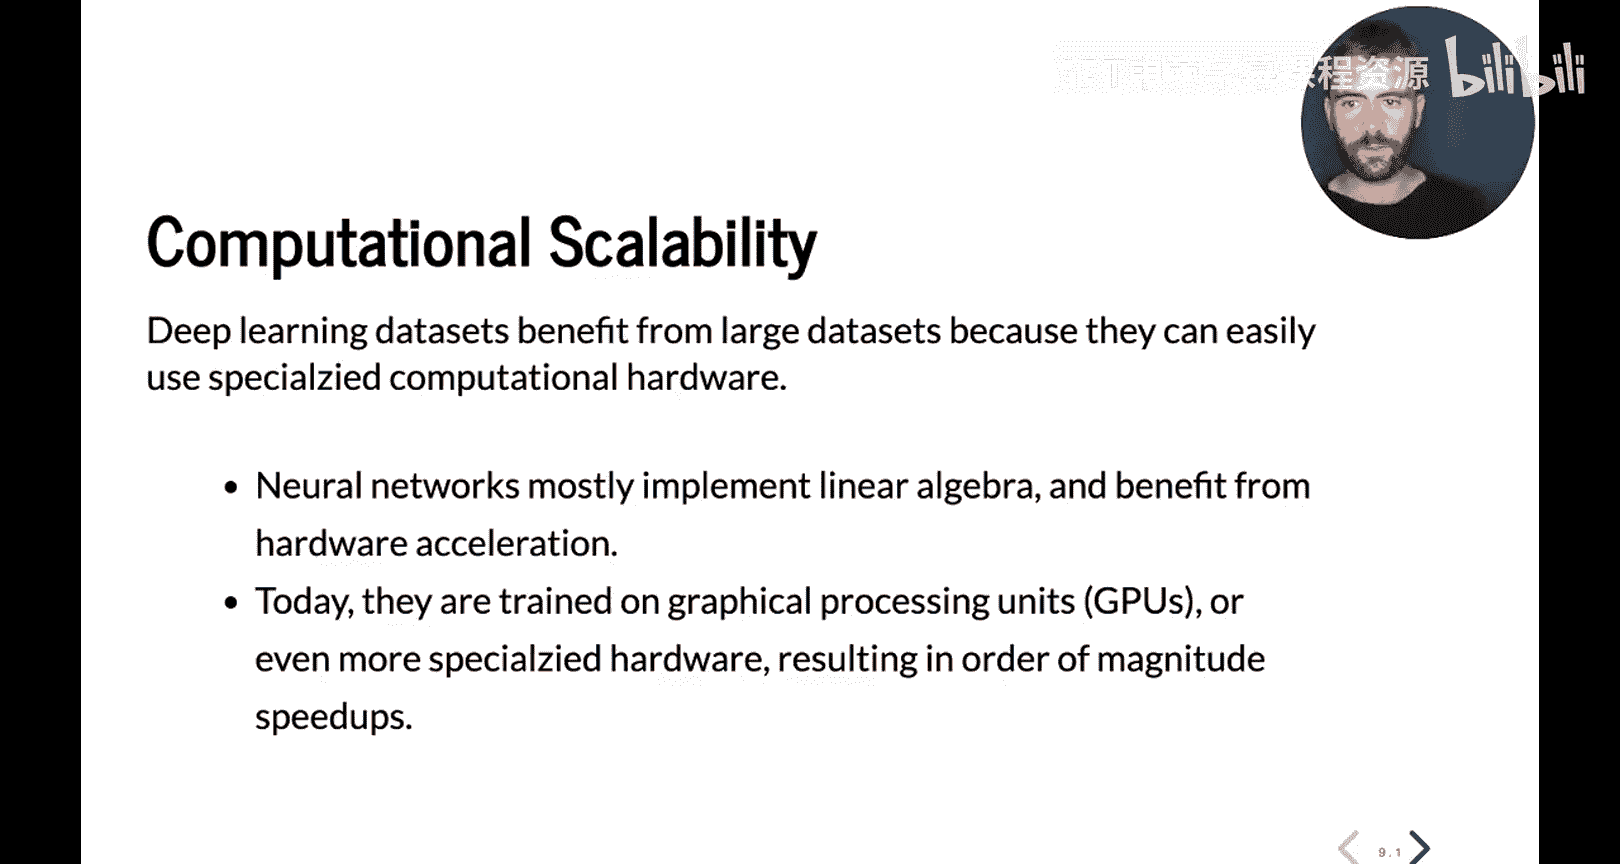 课程资源 bilibili
Computational Scalability
Deep learning datasets benefit from large datasets because they can easily
use specialzied computational hardware.
• Neural networks mostly implement linear algebra, and benefit from
hardware acceleration.
• Today, they are trained on graphical processing units (GPUs), or
even more specialzied hardware, resulting in order of magnitude
speedups.
9.1